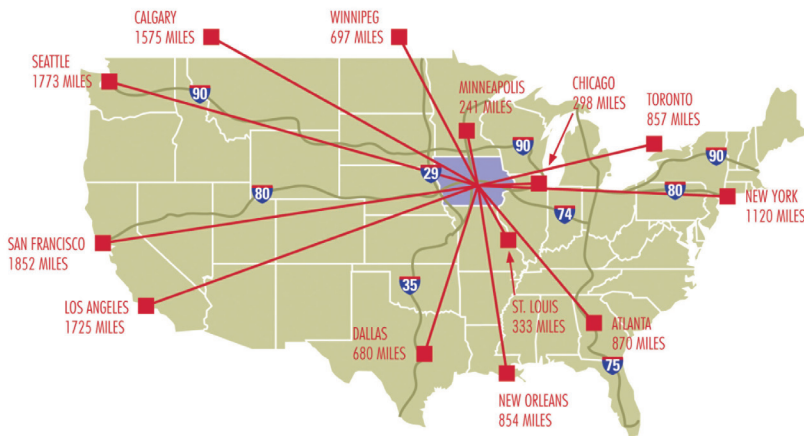 CALGARY
1575 MILES
WINNIPEG
697 MILES
SEATTLE
1773 MILES
MINNEAPOLIS
241 MILES
CHICAGO
298 MILES
TORONTO
857 MILES
90
90
90
29
80
80
NEW YORK
1120 MILES
74
SAN FRANCISCO
1852 MILES
35
LOS ANGELES
1725 MILES
ST. LOUIS
333 MILES
DALLAS
680 MILES
ATLANTA
870 MILES
75
NEW ORLEANS
854 MILES